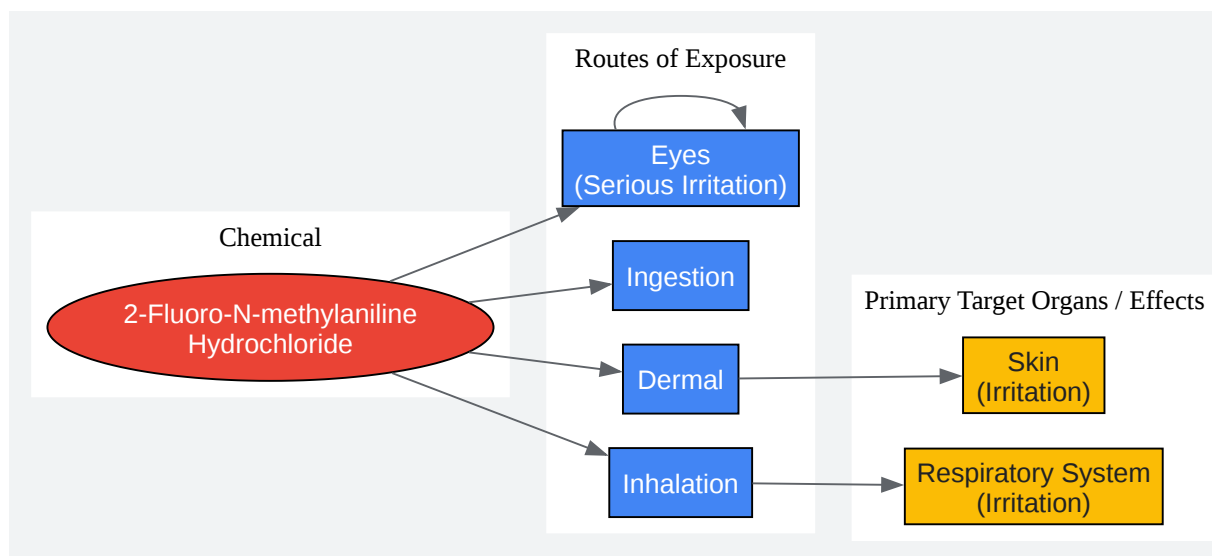 Routes of Exposure
Eyes
(Serious Irritation)
Chemical
2-Fluoro-N-methylaniline
Hydrochloride
Ingestion
Primary Target Organs / Effects
Dermal
Skin
(Irritation)
Inhalation
Respiratory System
(Irritation)